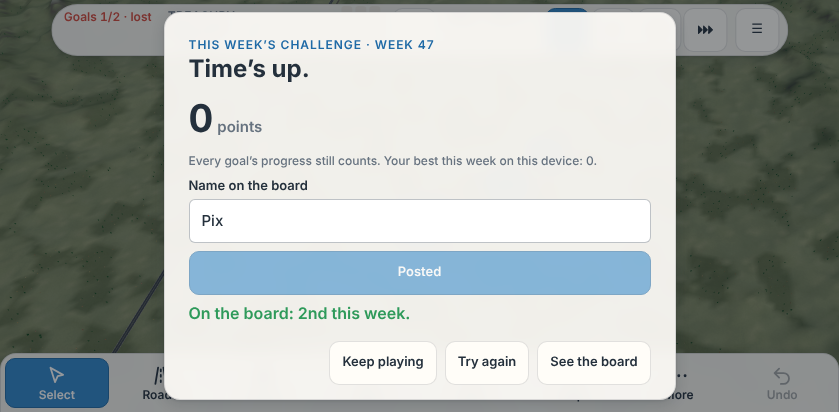 Goals 1/2 · lost
THIS WEEK'S CHALLENGE · WEEK 47
Time's up.
0 points
Every goal's progress still counts. Your best this week on this device: 0.
Name on the board
Pix
Posted
On the board: 2nd this week.
Keep playing
Try again
See the board
Select
Undo